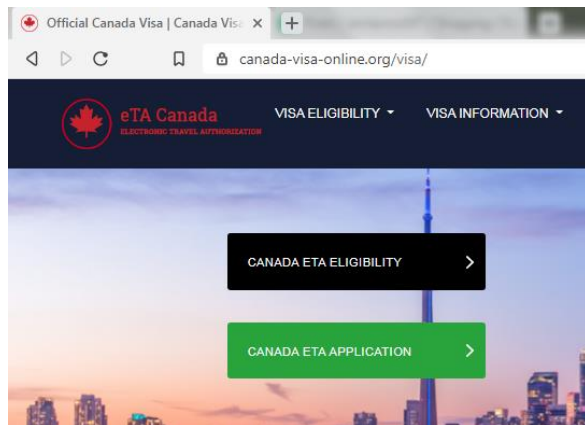 Official Canada Visa | Canada Vis
canada-visa-online.org/visa/
eTA Canada
ELECTRONIC TRAVEL AUTHORIZATION
VISA ELIGIBILITY
VISA INFORMATION
CANADA ETA ELIGIBILITY
CANADA ETA APPLICATION